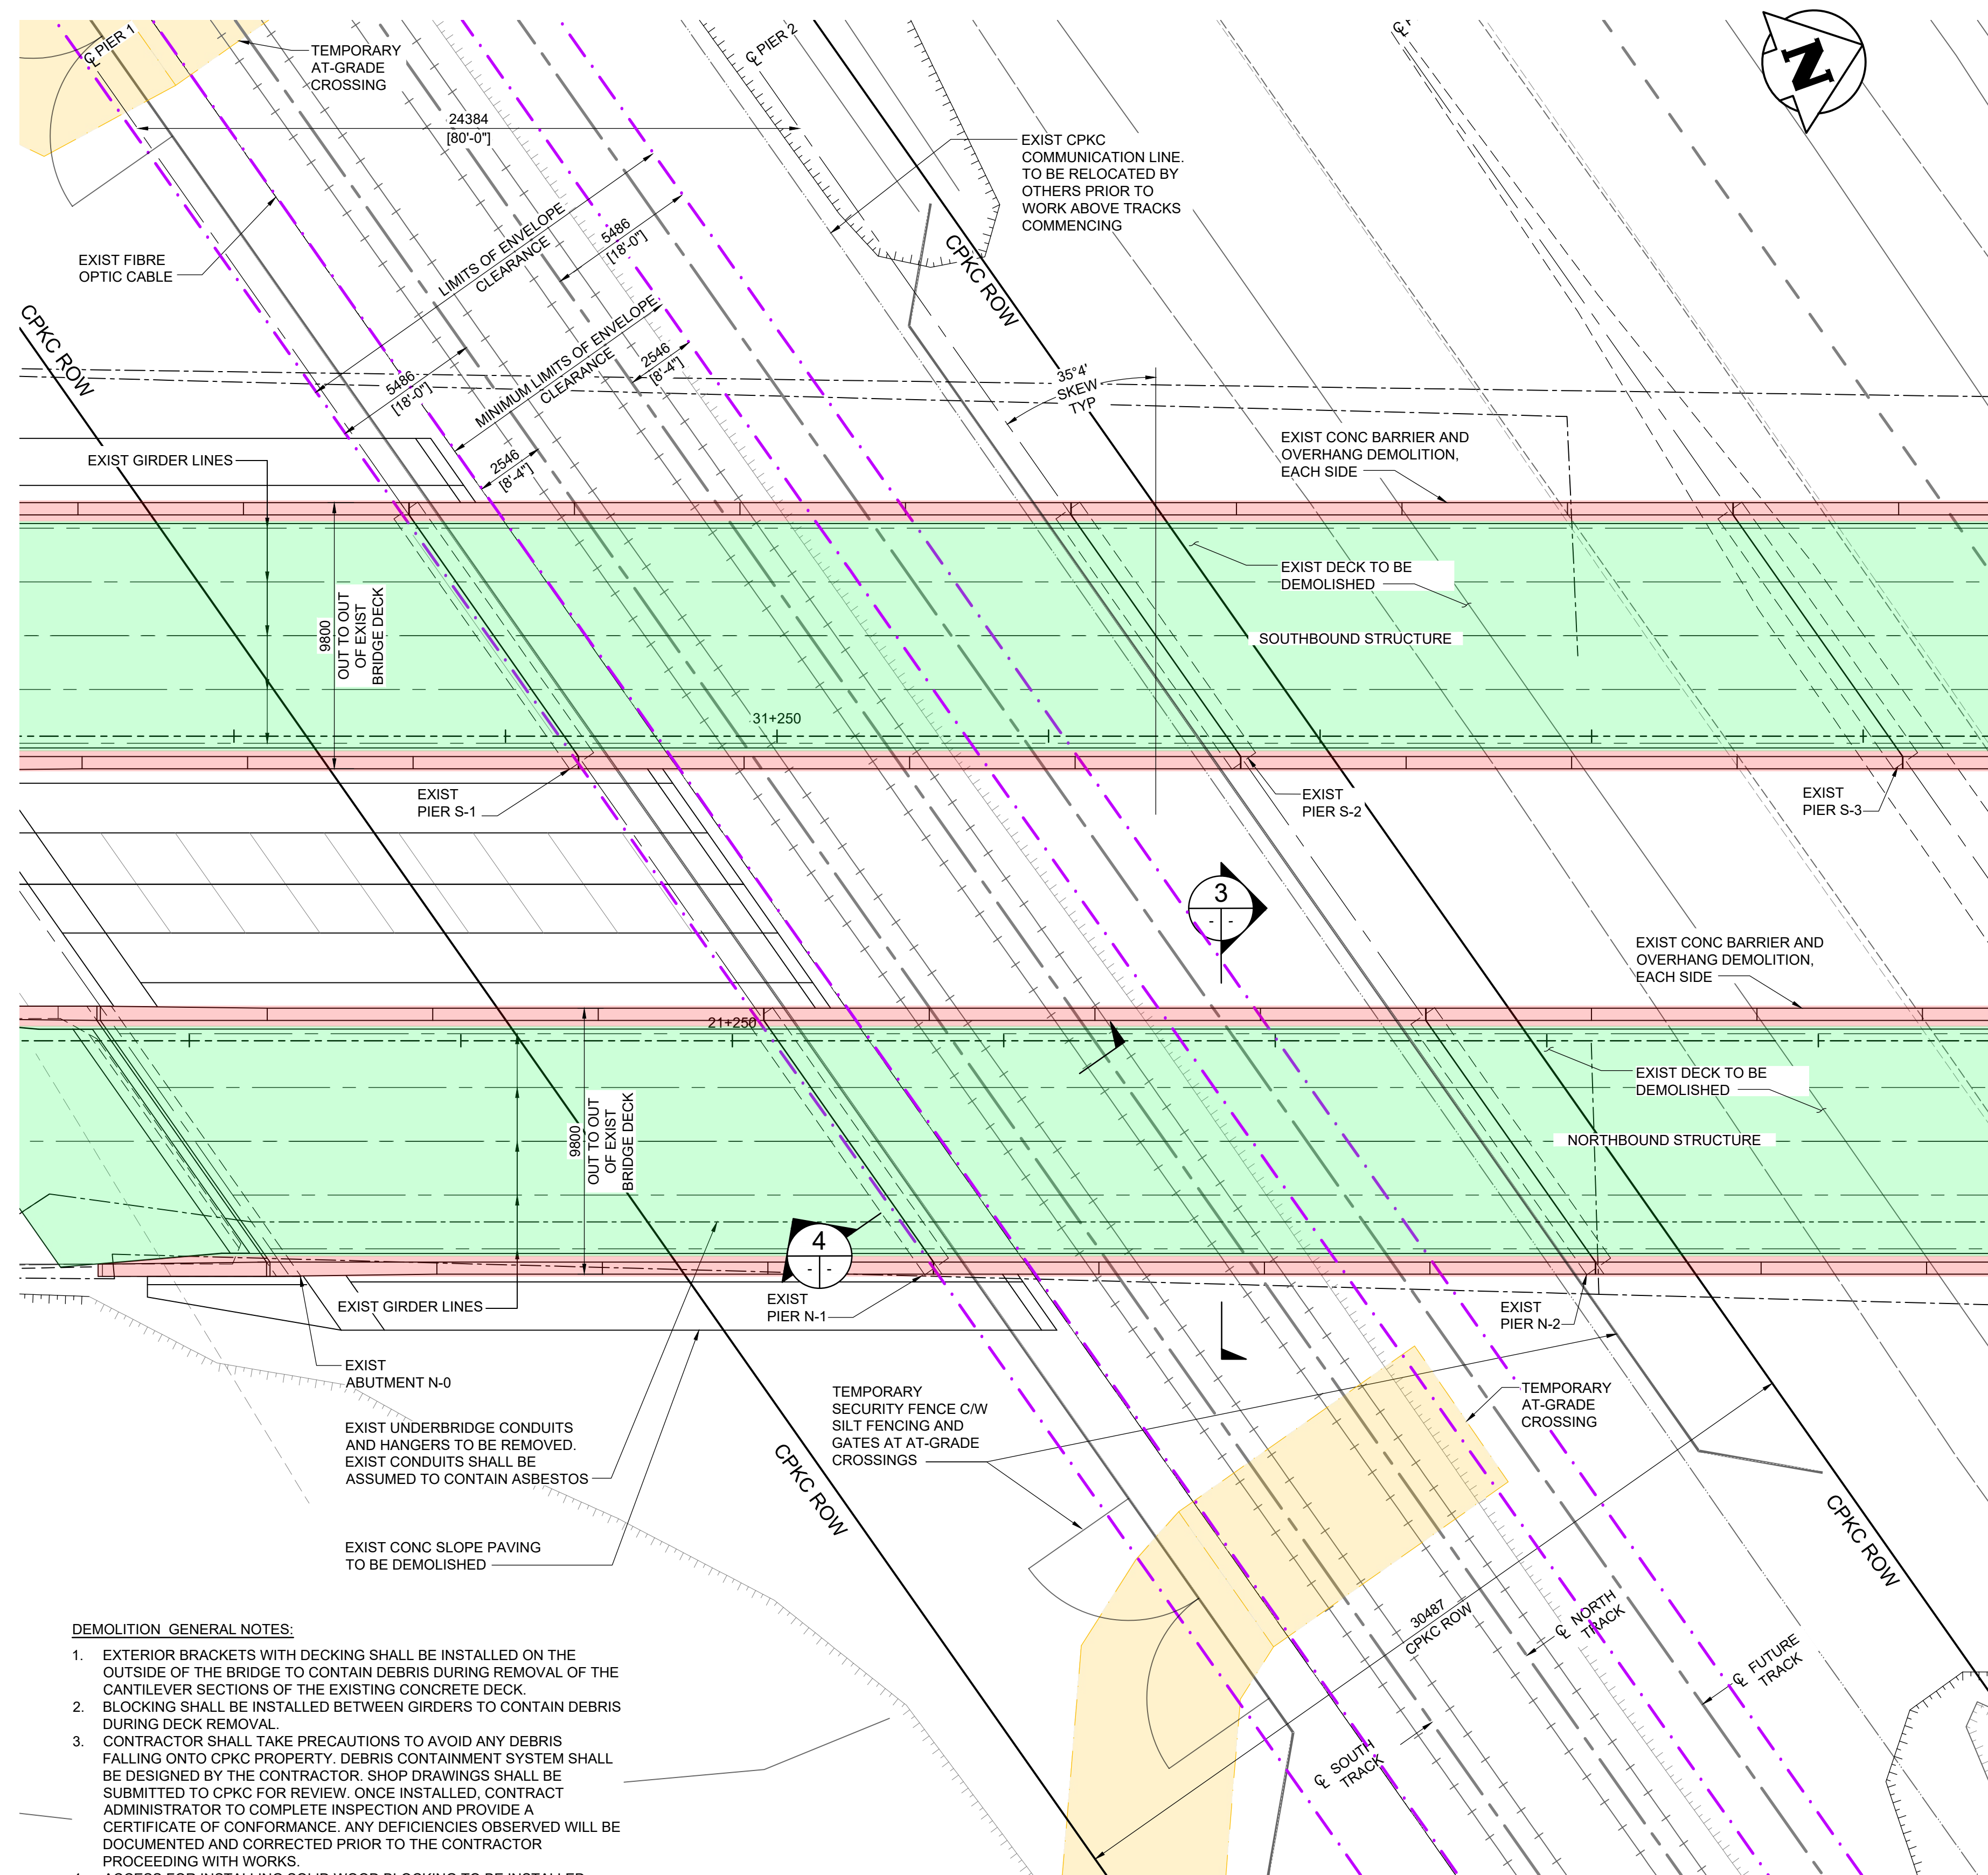 ℄ PIER 1
TEMPORARY
AT-GRADE
CROSSING
℄ PIER 2
N
24384
[80'-0"]
EXIST CPKC
COMMUNICATION LINE.
TO BE RELOCATED BY
OTHERS PRIOR TO
WORK ABOVE TRACKS
COMMENCING
EXIST FIBRE
OPTIC CABLE
LIMITS OF ENVELOPE
CLEARANCE
5486
[18'-0"]
CPKC ROW
CPKC ROW
MINIMUM LIMITS OF ENVELOPE
CLEARANCE
2546
[8'-4"]
5486
[18'-0"]
35°4'
SKEW
TYP
2546
[8'-4"]
EXIST GIRDER LINES
EXIST CONC BARRIER AND
OVERHANG DEMOLITION,
EACH SIDE
9800
OUT TO OUT
OF EXIST
BRIDGE DECK
EXIST DECK TO BE
DEMOLISHED
SOUTHBOUND STRUCTURE
31+250
EXIST
PIER S-1
EXIST
PIER S-2
EXIST
PIER S-3
3
- -
EXIST CONC BARRIER AND
OVERHANG DEMOLITION,
EACH SIDE
21+250
EXIST DECK TO BE
DEMOLISHED
9800
OUT TO OUT
OF EXIST
BRIDGE DECK
NORTHBOUND STRUCTURE
4
- -
EXIST GIRDER LINES
EXIST
PIER N-1
EXIST
PIER N-2
EXIST
ABUTMENT N-0
TEMPORARY
SECURITY FENCE C/W
SILT FENCING AND
GATES AT AT-GRADE
CROSSINGS
TEMPORARY
AT-GRADE
CROSSING
EXIST UNDERBRIDGE CONDUITS
AND HANGERS TO BE REMOVED.
EXIST CONDUITS SHALL BE
ASSUMED TO CONTAIN ASBESTOS
CPKC ROW
CPKC ROW
EXIST CONC SLOPE PAVING
TO BE DEMOLISHED
30487
CPKC ROW
℄ NORTH
TRACK
℄ FUTURE
TRACK
℄ SOUTH
TRACK
DEMOLITION GENERAL NOTES:
1. EXTERIOR BRACKETS WITH DECKING SHALL BE INSTALLED ON THE
OUTSIDE OF THE BRIDGE TO CONTAIN DEBRIS DURING REMOVAL OF THE
CANTILEVER SECTIONS OF THE EXISTING CONCRETE DECK.
2. BLOCKING SHALL BE INSTALLED BETWEEN GIRDERS TO CONTAIN DEBRIS
DURING DECK REMOVAL.
3. CONTRACTOR SHALL TAKE PRECAUTIONS TO AVOID ANY DEBRIS
FALLING ONTO CPKC PROPERTY. DEBRIS CONTAINMENT SYSTEM SHALL
BE DESIGNED BY THE CONTRACTOR. SHOP DRAWINGS SHALL BE
SUBMITTED TO CPKC FOR REVIEW. ONCE INSTALLED, CONTRACT
ADMINISTRATOR TO COMPLETE INSPECTION AND PROVIDE A
CERTIFICATE OF CONFORMANCE. ANY DEFICIENCIES OBSERVED WILL BE
DOCUMENTED AND CORRECTED PRIOR TO THE CONTRACTOR
PROCEEDING WITH WORKS.
4. ACCESS FOR INSTALLING SOLID WOOD BLOCKING TO BE INSTALLED